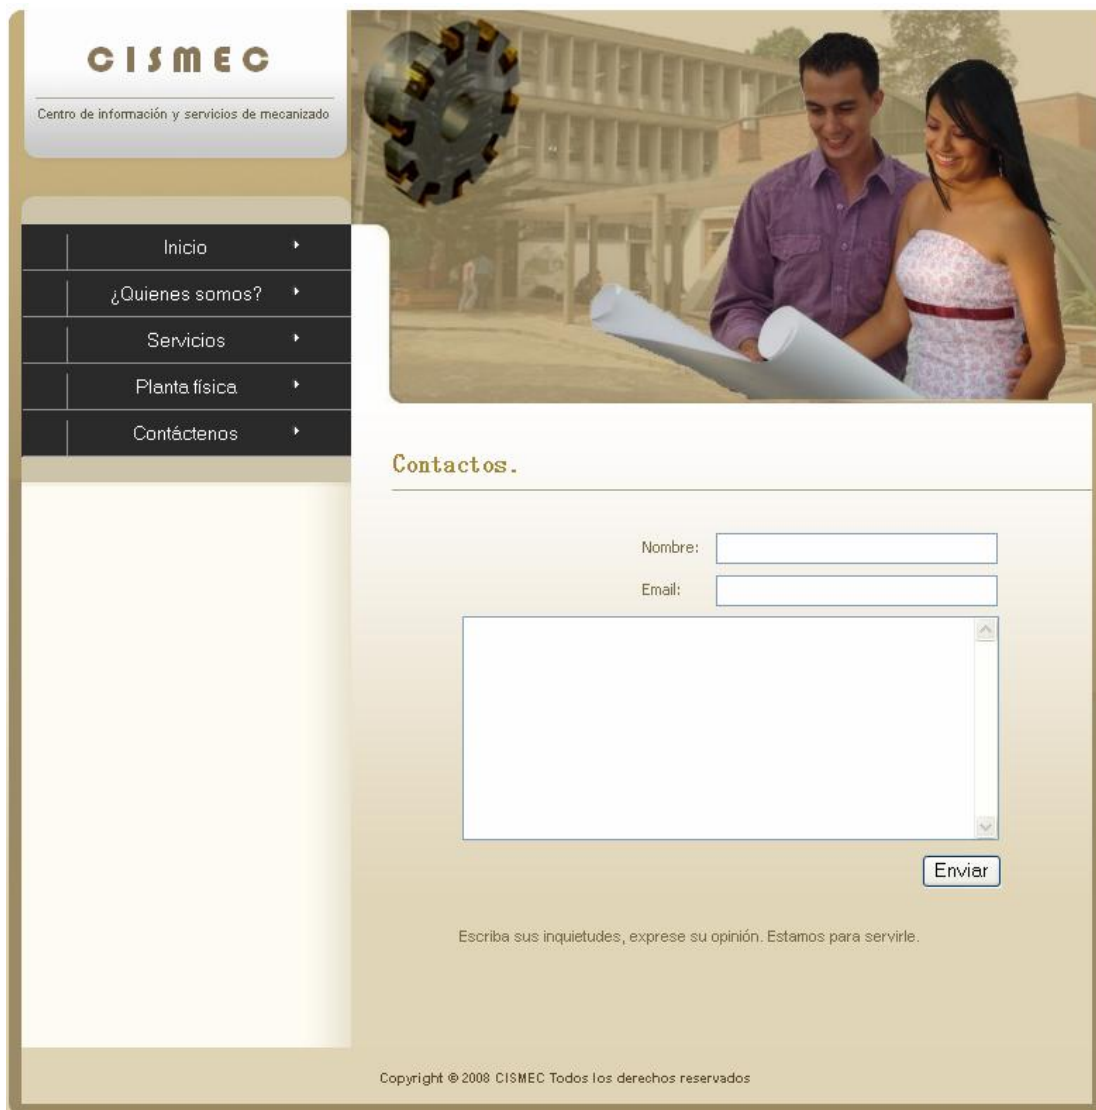 CISMEC
Centro de información y servicios de mecanizado
Inicio
¿Quienes somos?
Servicios
Planta física
Contáctenos
Contactos.
Nombre:
Email:
Enviar
Escriba sus inquietudes, exprese su opinión. Estamos para servirle.
Copyright © 2008 CISMEC Todos los derechos reservados